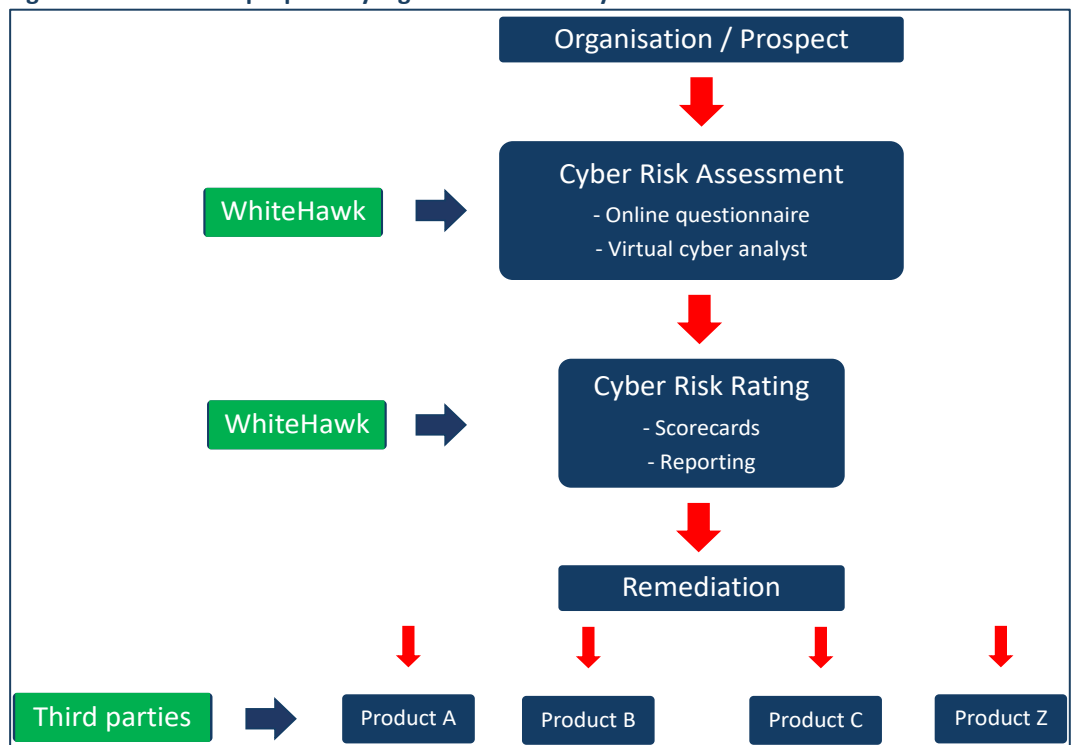 Organisation / Prospect
Cyber Risk Assessment
- Online questionnaire
- Virtual cyber analyst
WhiteHawk
Cyber Risk Rating
- Scorecards
- Reporting
WhiteHawk
Remediation
Third parties
Product A
Product B
Product C
Product Z